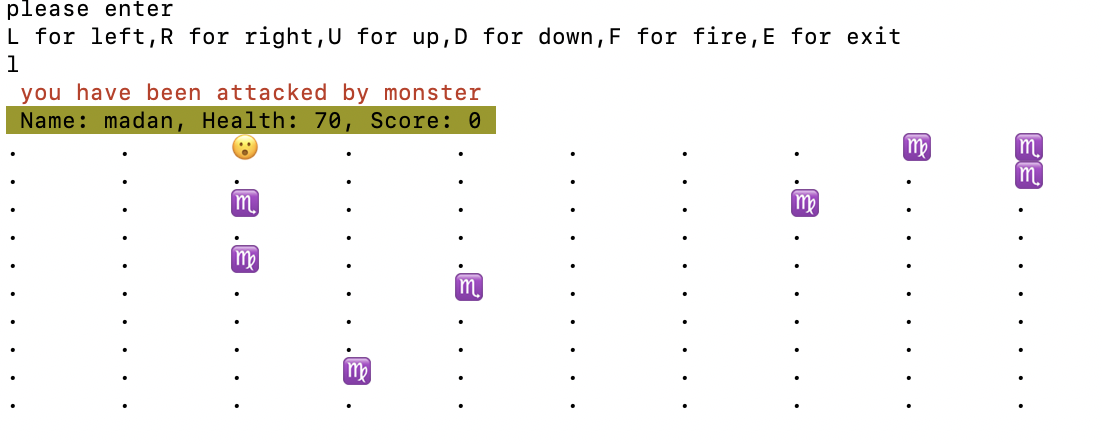 please enter
L for left,R for right,U for up,D for down,F for fire,E for exit
l
you have been attacked by monster
Name: madan, Health: 70, Score: 0
. . 😮 . . . . . ♍ ♏
. . . . . . . . . ♏
. . ♏ . . . . ♍ . .
. . . . . . . . . .
. . ♍ . . . . . . .
. . . . ♏ . . . . .
. . . . . . . . . .
. . . . . . . . . .
. . . ♍ . . . . . .
. . . . . . . . . .